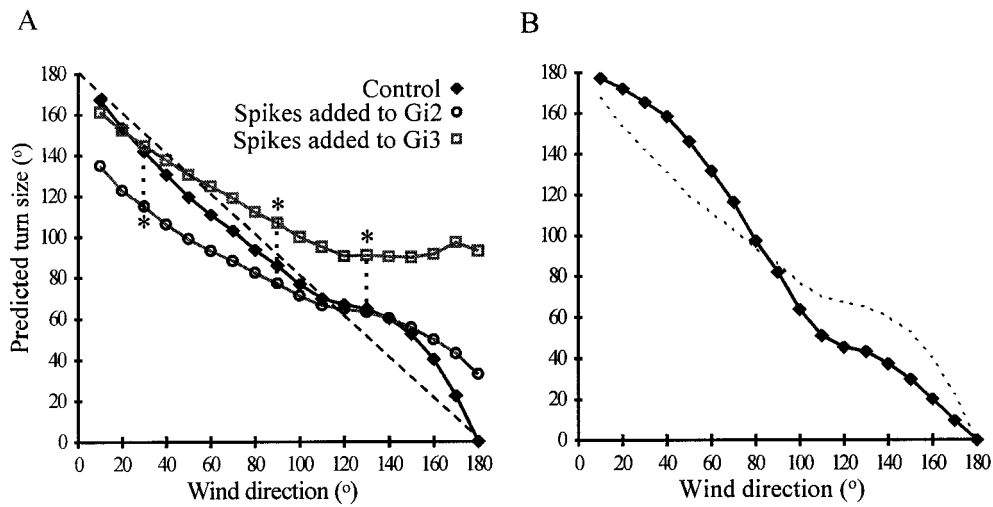 A
180
160
140
120
100
80
60
40
20
0
Predicted turn size (°)
Control
Spikes added to Gi2
Spikes added to Gi3
*
*
*
0 20 40 60 80 100 120 140 160 180
Wind direction (°)
B
180
160
140
120
100
80
60
40
20
0
0 20 40 60 80 100 120 140 160 180
Wind direction (°)